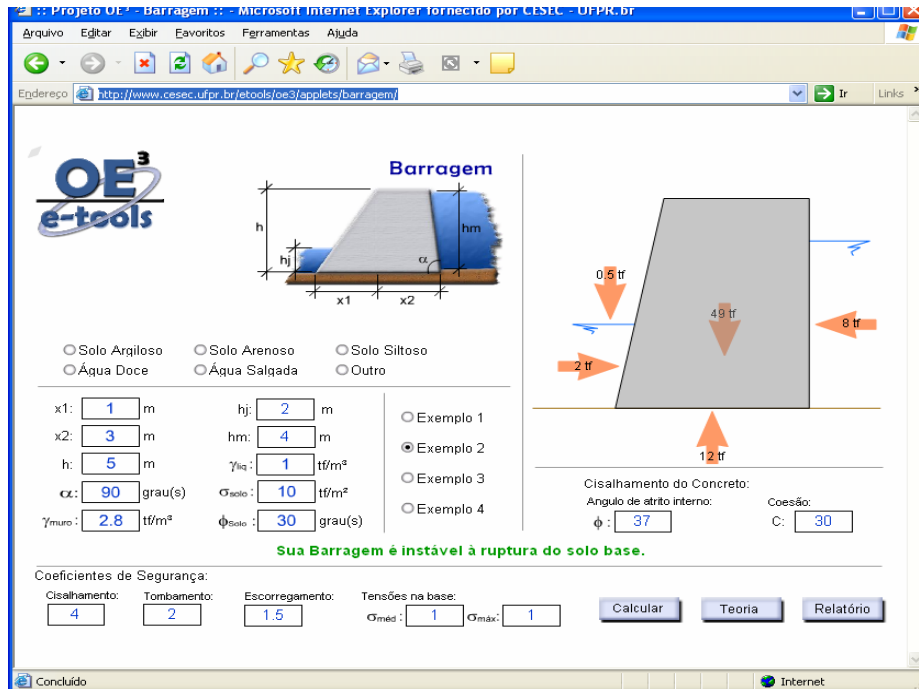 :: Projeto OE³ - Barragem :: - Microsoft Internet Explorer fornecido por CESEC - UFPR.br
Arquivo Editar Exibir Favoritos Ferramentas Ajuda
Endereço http://www.cesec.ufpr.br/etools/oe3/applets/barragem/ Ir Links »
OE³
e-tools
Barragem
h
hm
hj
α
x1 x2
0.5 tf
49 tf
8 tf
2 tf
12 tf
Solo Argiloso Solo Arenoso Solo Siltoso
Água Doce Água Salgada Outro
x1: 1 m hj: 2 m
x2: 3 m hm: 4 m
h: 5 m γliq : 1 tf/m³
α: 90 grau(s) σsolo : 10 tf/m²
γmuro : 2.8 tf/m³ ϕSolo : 30 grau(s)
Exemplo 1
Exemplo 2
Exemplo 3
Exemplo 4
Cisalhamento do Concreto:
Angulo de atrito interno: Coesão:
ϕ : 37 C: 30
Sua Barragem é instável à ruptura do solo base.
Coeficientes de Segurança:
Cisalhamento: Tombamento: Escorregamento: Tensões na base:
4 2 1.5 σméd : 1 σmáx: 1
Calcular Teoria Relatório
Concluído Internet